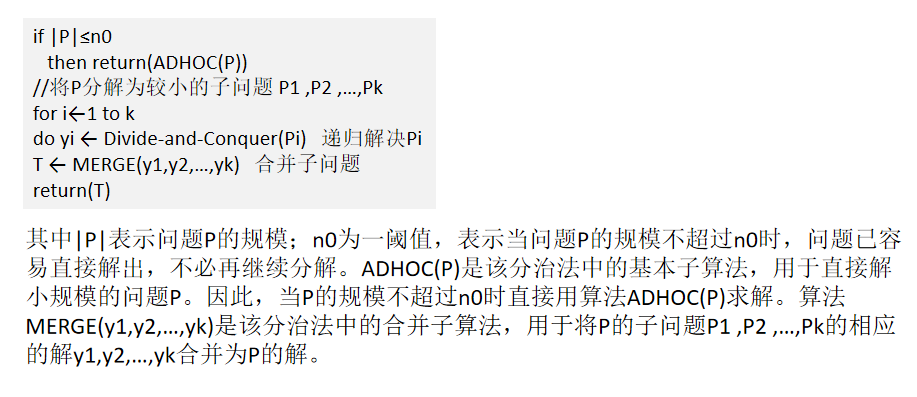 if |P|≤n0
then return(ADHOC(P))
//将P分解为较小的子问题 P1 ,P2 ,…,Pk
for i←1 to k
do yi ← Divide-and-Conquer(Pi) 递归解决Pi
T ← MERGE(y1,y2,…,yk) 合并子问题
return(T)
其中|P|表示问题P的规模；n0为一阈值，表示当问题P的规模不超过n0时，问题已容
易直接解出，不必再继续分解。ADHOC(P)是该分治法中的基本子算法，用于直接解
小规模的问题P。因此，当P的规模不超过n0时直接用算法ADHOC(P)求解。算法
MERGE(y1,y2,…,yk)是该分治法中的合并子算法，用于将P的子问题P1 ,P2 ,…,Pk的相应
的解y1,y2,…,yk合并为P的解。